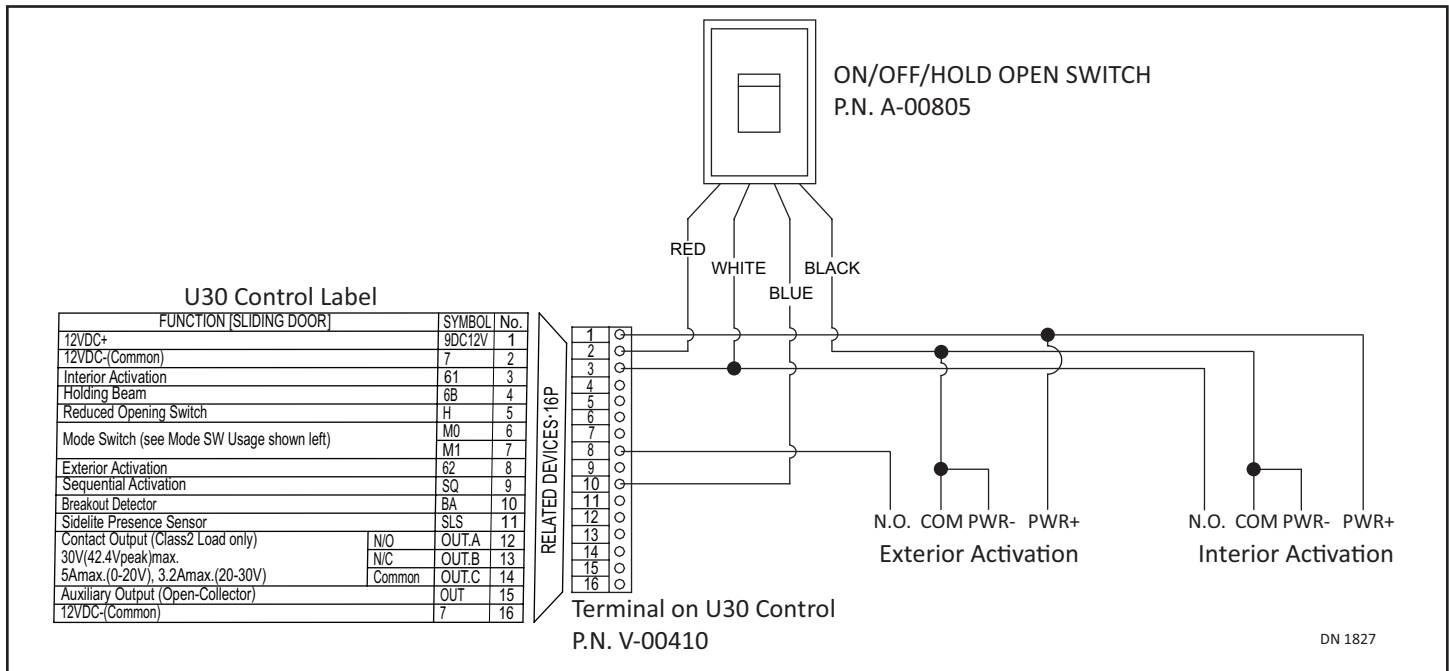 ON/OFF/HOLD OPEN SWITCH
P.N. A-00805
RED
WHITE
BLUE
BLACK
U30 Control Label
FUNCTION [SLIDING DOOR] SYMBOL No.
12VDC+ 9DC12V 1
12VDC-(Common) 7 2
Interior Activation 61 3
Holding Beam 6B 4
Reduced Opening Switch H 5
Mode Switch (see Mode SW Usage shown left) M0 6
M1 7
Exterior Activation 62 8
Sequential Activation SQ 9
Breakout Detector BA 10
Sidelite Presence Sensor SLS 11
Contact Output (Class2 Load only) N/O OUT.A 12
30V(42.4Vpeak)max. N/C OUT.B 13
5Amax.(0-20V), 3.2Amax.(20-30V) Common OUT.C 14
Auxiliary Output (Open-Collector) OUT 15
12VDC-(Common) 7 16
RELATED DEVICES·16P
1
2
3
4
5
6
7
8
9
10
11
12
13
14
15
16
Terminal on U30 Control
P.N. V-00410
N.O. COM PWR- PWR+
Exterior Activation
N.O. COM PWR- PWR+
Interior Activation
DN 1827